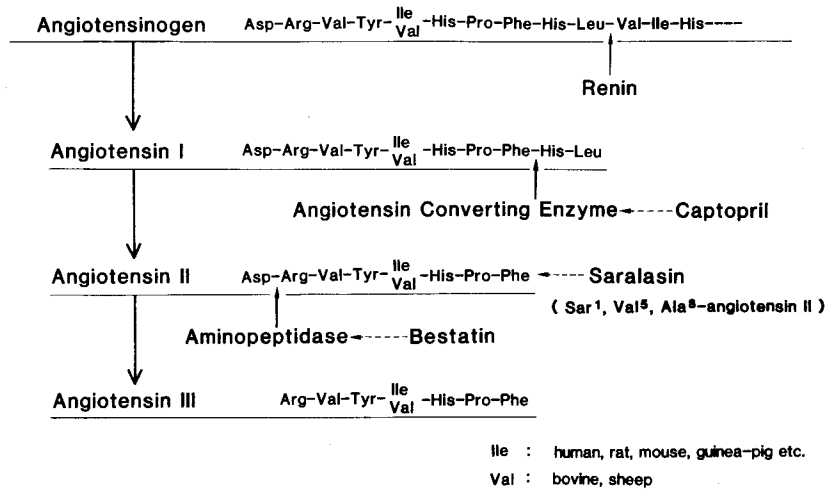 Angiotensinogen Asp-Arg-Val-Tyr-Ile/Val-His-Pro-Phe-His-Leu-Val-Ile-His----
Renin
Angiotensin I Asp-Arg-Val-Tyr-Ile/Val-His-Pro-Phe-His-Leu
Angiotensin Converting Enzyme Captopril
Angiotensin II Asp-Arg-Val-Tyr-Ile/Val-His-Pro-Phe Saralasin
( Sar1, Val5, Ala8-angiotensin II )
Aminopeptidase Bestatin
Angiotensin III Arg-Val-Tyr-Ile/Val-His-Pro-Phe
Ile : human, rat, mouse, guinea-pig etc.
Val : bovine, sheep